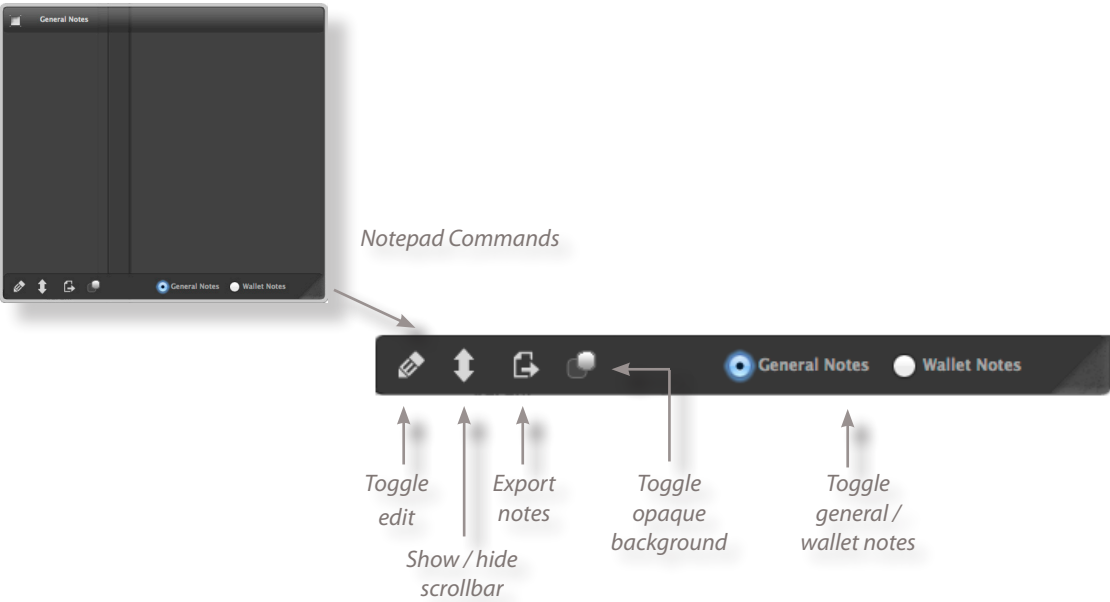 General Notes
General Notes Wallet Notes
Notepad Commands
General Notes Wallet Notes
Toggle
edit
Show / hide
scrollbar
Export
notes
Toggle
opaque
background
Toggle
general /
wallet notes